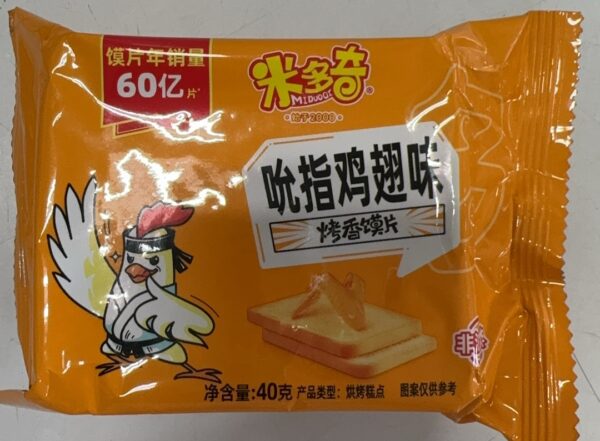 馍片年销量
60亿片
米多奇®
MIDUOQI
·始于2000·
吮指鸡翅味
烤香馍片
净含量:40克 产品类型：烘烤糕点 图案仅供参考